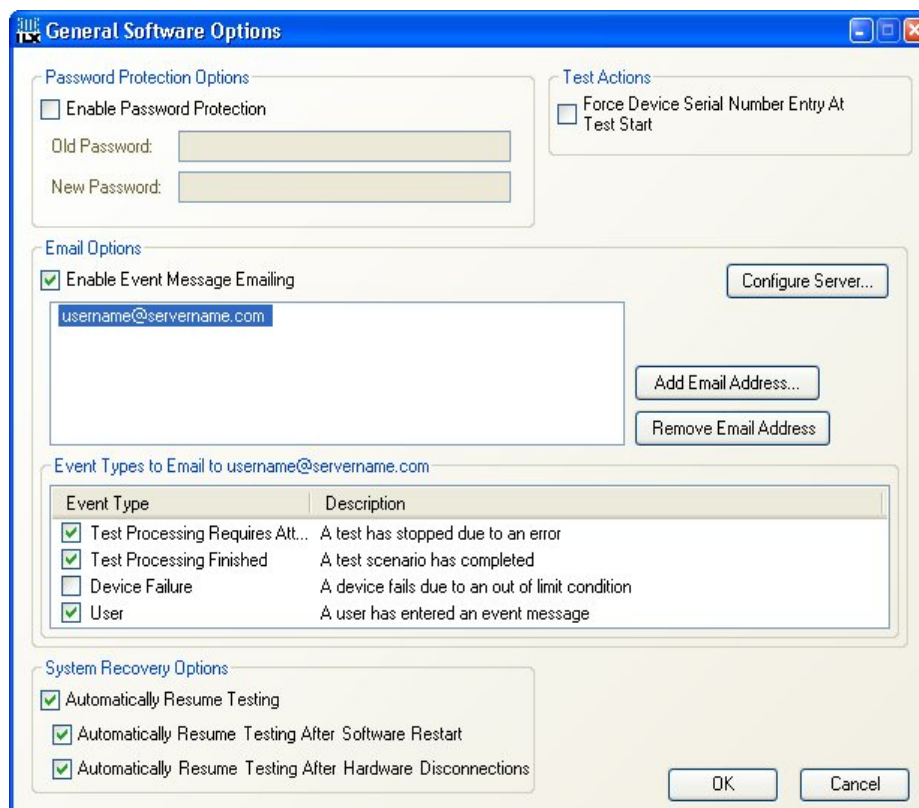 General Software Options
Password Protection Options
Enable Password Protection
Old Password:
New Password:
Test Actions
Force Device Serial Number Entry At
Test Start
Email Options
Enable Event Message Emailing
Configure Server...
username@servername.com
Add Email Address...
Remove Email Address
Event Types to Email to username@servername.com
Event Type Description
Test Processing Requires Att... A test has stopped due to an error
Test Processing Finished A test scenario has completed
Device Failure A device fails due to an out of limit condition
User A user has entered an event message
System Recovery Options
Automatically Resume Testing
Automatically Resume Testing After Software Restart
Automatically Resume Testing After Hardware Disconnections
OK Cancel